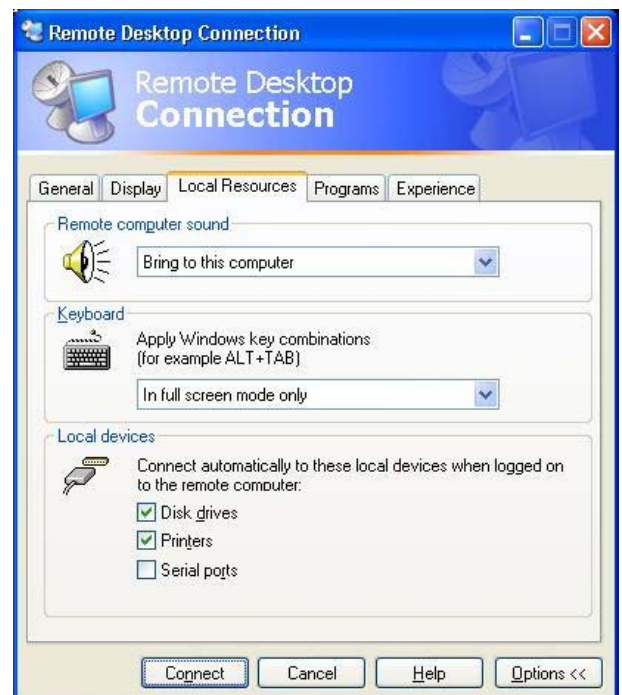 Remote Desktop Connection
Remote Desktop
Connection
General Display Local Resources Programs Experience
Remote computer sound
Bring to this computer
Keyboard
Apply Windows key combinations
(for example ALT+TAB)
In full screen mode only
Local devices
Connect automatically to these local devices when logged on
to the remote computer:
Disk drives
Printers
Serial ports
Connect Cancel Help Options <<